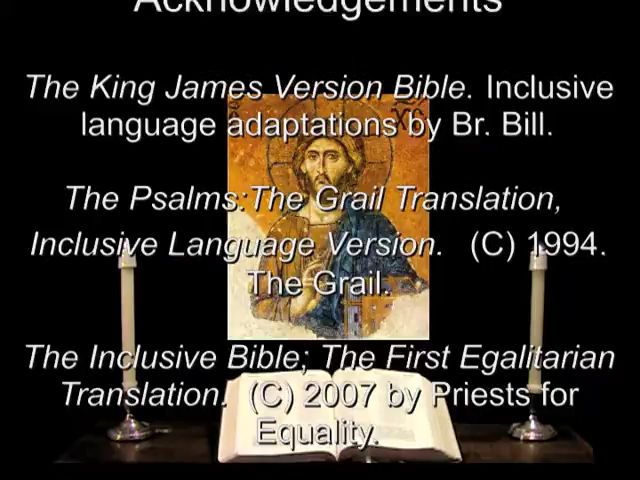 Acknowledgements
The King James Version Bible. Inclusive
language adaptations by Br. Bill.
The Psalms:The Grail Translation,
Inclusive Language Version. (C) 1994.
The Grail.
The Inclusive Bible; The First Egalitarian
Translation. (C) 2007 by Priests for
Equality.